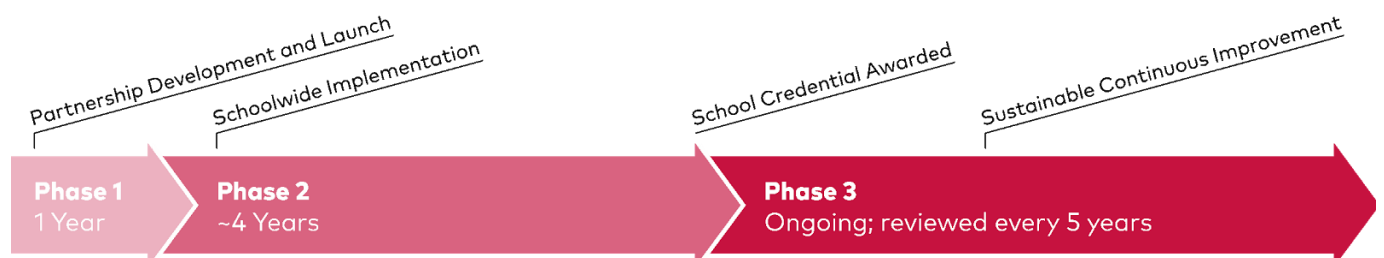 Partnership Development and Launch
Schoolwide Implementation
School Credential Awarded
Sustainable Continuous Improvement
Phase 1
1 Year
Phase 2
~4 Years
Phase 3
Ongoing; reviewed every 5 years